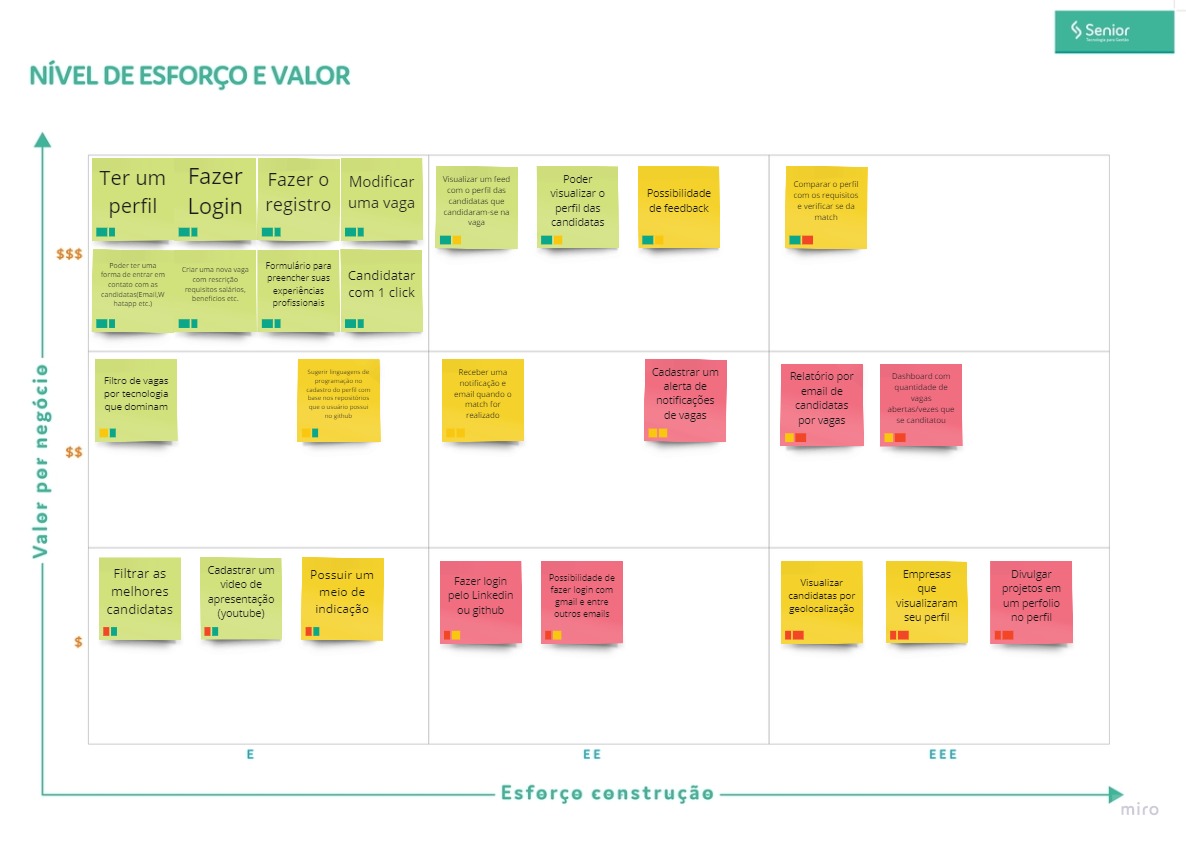 Senior
Tecnologia para Gestão
NÍVEL DE ESFORÇO E VALOR
Valor por negócio
$$$
Ter um
perfil
Fazer
Login
Fazer o
registro
Modificar
uma vaga
Poder ter uma
forma de entrar em
contato com as
candidatas(Email,W
hatapp etc.)
Criar uma nova vaga
com rescrição
requisitos salários,
benefícios etc.
Formulário para
preencher suas
experiências
profissionais
Candidatar
com 1 click
Visualizar um feed
com o perfil das
candidatas que
candidaram-se na
vaga
Poder
visualizar o
perfil das
candidatas
Possibilidade
de feedback
Comparar o perfil
com os requisitos
e verificar se da
match
$$
Filtro de vagas
por tecnologia
que dominam
Sugerir linguagens de
programação no
cadastro do perfil com
base nos repositórios
que o usuário possui
no github
Receber uma
notificação e
email quando o
match for
realizado
Cadastrar um
alerta de
notificações
de vagas
Relatório por
email de
candidatas
por vagas
Dashboard com
quantidade de
vagas
abertas/vezes que
se canditatou
$
Filtrar as
melhores
candidatas
Cadastrar um
video de
apresentação
(youtube)
Possuir um
meio de
indicação
Fazer login
pelo Linkedin
ou github
Possibilidade de
fazer login com
gmail e entre
outros emails
Visualizar
candidatas por
geolocalização
Empresas
que
visualizaram
seu perfil
Divulgar
projetos em
um perfolio
no perfil
E
EE
EEE
Esforço construção
miro